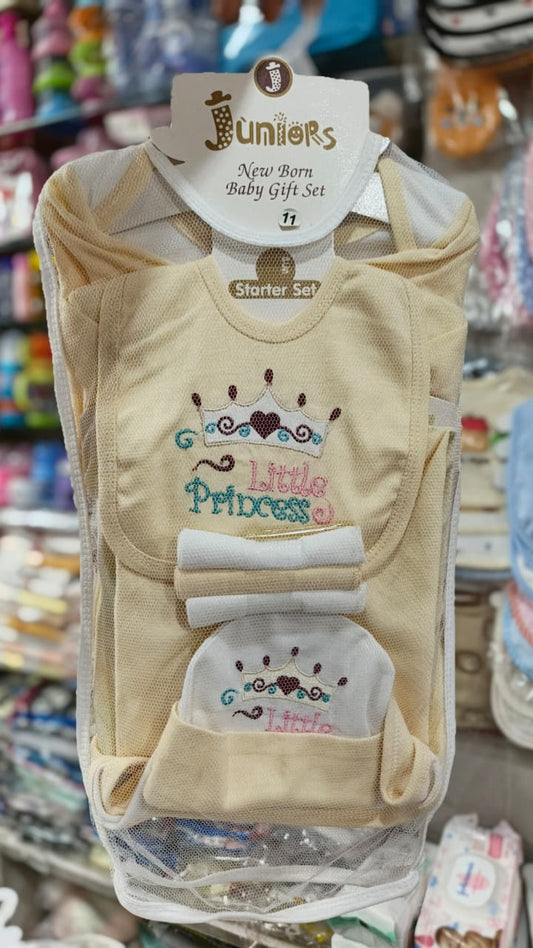 Juniors
New Born
Baby Gift Set
11
Starter Set
Little
Princess
Little